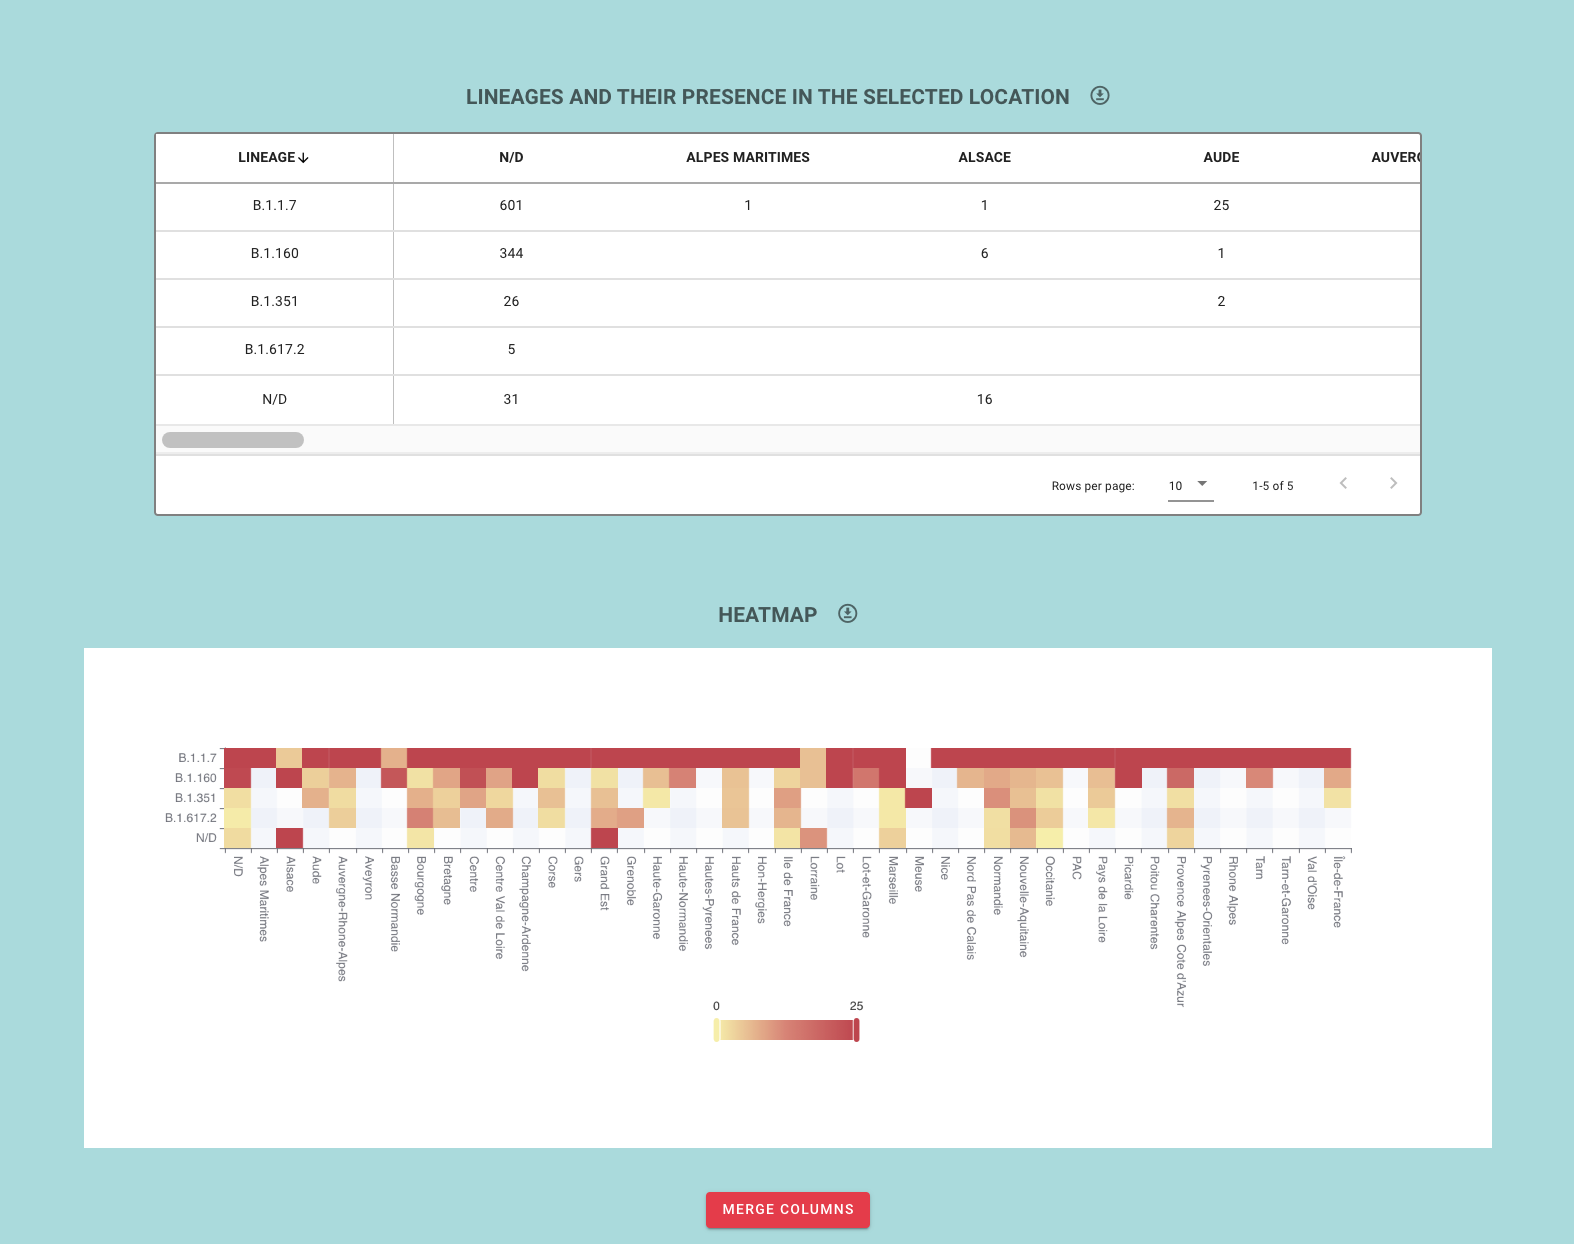 LINEAGES AND THEIR PRESENCE IN THE SELECTED LOCATION
LINEAGE N/D ALPES MARITIMES ALSACE AUDE AUVERG
B.1.1.7 601 1 1 25
B.1.160 344 6 1
B.1.351 26 2
B.1.617.2 5
N/D 31 16
Rows per page: 10 1-5 of 5
HEATMAP
B.1.1.7
B.1.160
B.1.351
B.1.617.2
N/D
N/D
Alpes Maritimes
Alsace
Aude
Auvergne-Rhone-Alpes
Aveyron
Basse Normandie
Bourgogne
Bretagne
Centre
Centre Val de Loire
Champagne-Ardenne
Corse
Gers
Grand Est
Grenoble
Haute-Garonne
Haute-Normandie
Hautes-Pyrenees
Hauts de France
Hon-Hergies
Ile de France
Lorraine
Lot
Lot-et-Garonne
Marseille
Meuse
Nice
Nord Pas de Calais
Normandie
Nouvelle-Aquitaine
Occitanie
PAC
Pays de la Loire
Picardie
Poitou Charentes
Provence Alpes Cote d'Azur
Pyrenees-Orientales
Rhone Alpes
Tarn
Tarn-et-Garonne
Val d'Oise
Île-de-France
0 25
MERGE COLUMNS